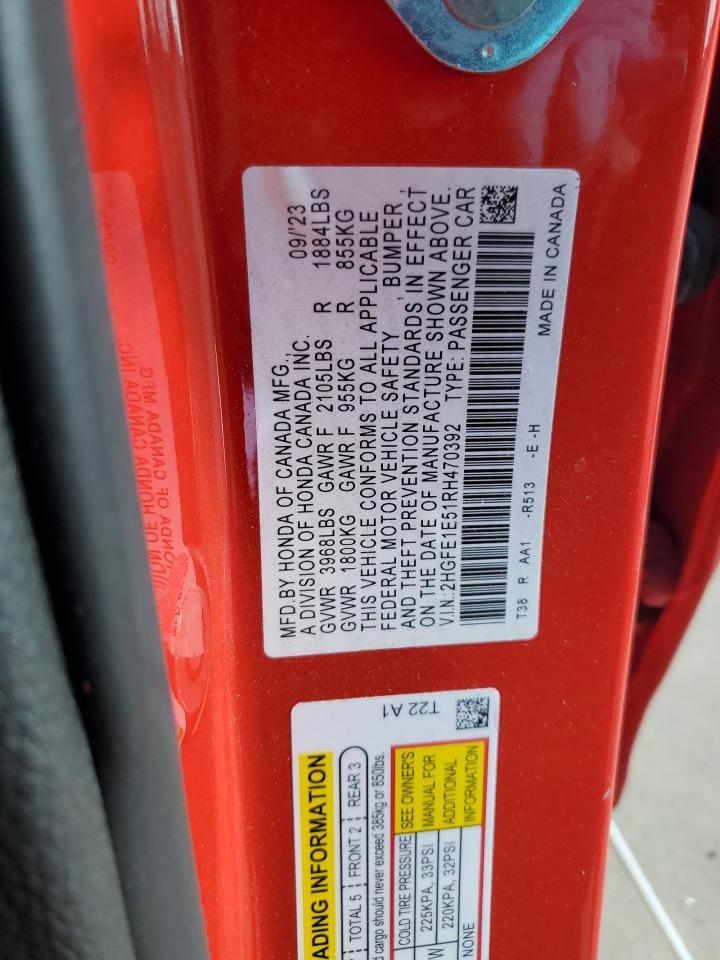 MFD.BY HONDA OF CANADA MFG.,
A DIVISION OF HONDA CANADA INC. 09/'23
GVWR 3968LBS GAWR F 2105LBS R 1884LBS
GVWR 1800KG GAWR F 955KG R 855KG
THIS VEHICLE CONFORMS TO ALL APPLICABLE
FEDERAL MOTOR VEHICLE SAFETY, BUMPER,
AND THEFT PREVENTION STANDARDS IN EFFECT
ON THE DATE OF MANUFACTURE SHOWN ABOVE.
V.I.N.:2HGFE1E51RH470392 TYPE: PASSENGER CAR
T38 R AA1 -R513 -E -H
MADE IN CANADA
T22 A1
ADING INFORMATION
TOTAL 5 FRONT 2 REAR 3
d cargo should never exceed 385kg or 850lbs.
COLD TIRE PRESSURE SEE OWNER'S
225KPA, 33PSI MANUAL FOR
W 220KPA, 32PSI ADDITIONAL
NONE INFORMATION